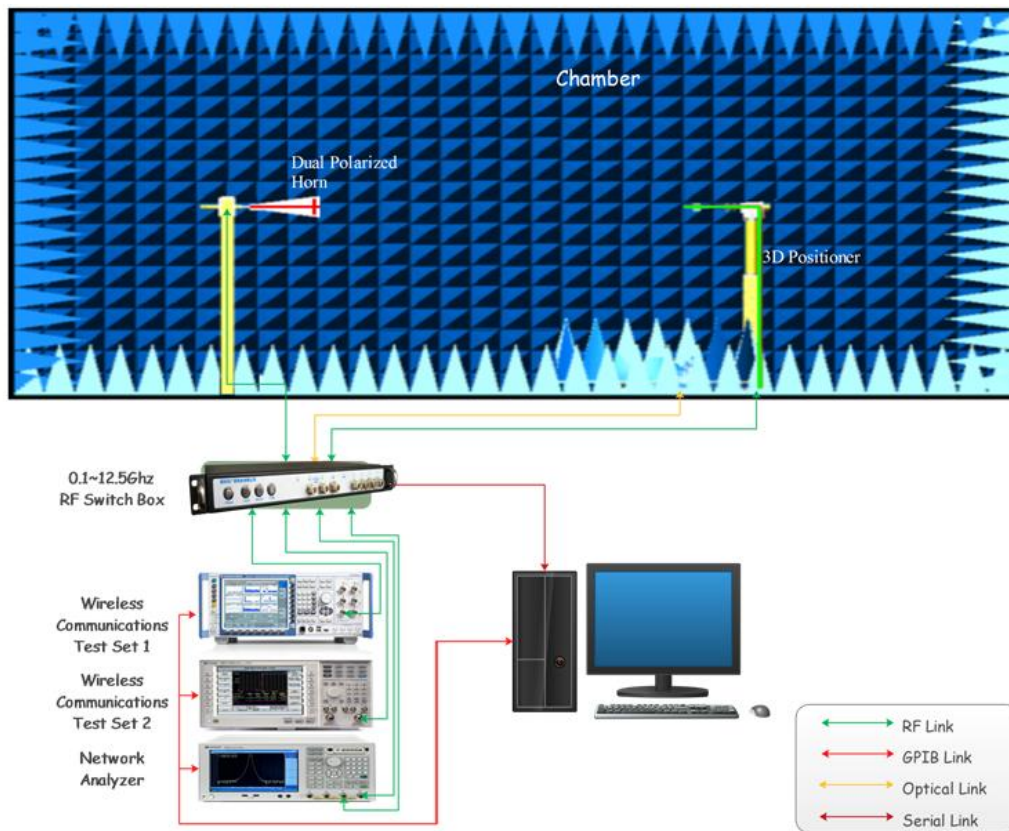 Chamber
Dual Polarized
Horn
3D Positioner
0.1~12.5Ghz
RF Switch Box
Wireless
Communications
Test Set 1
Wireless
Communications
Test Set 2
Network
Analyzer
RF Link
GPIB Link
Optical Link
Serial Link